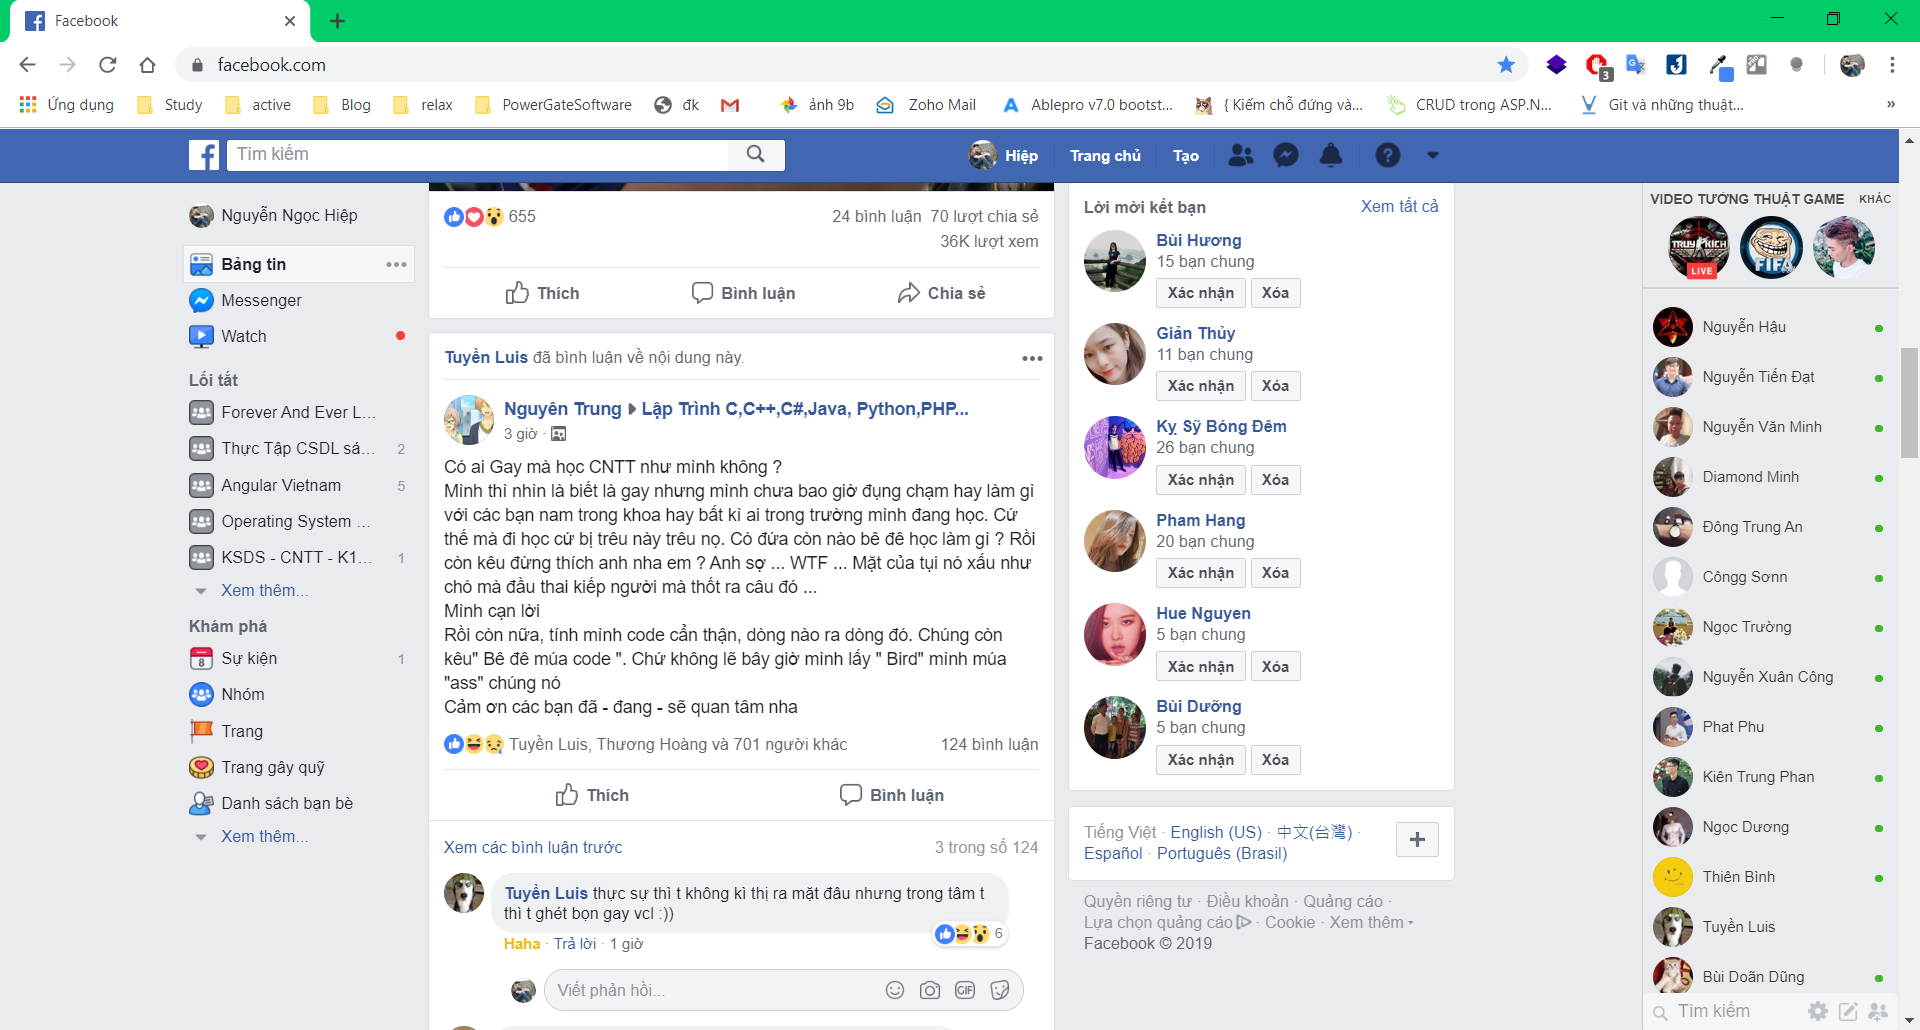 Facebook
facebook.com
3
Ứng dụng
Study
active
Blog
relax
PowerGateSoftware
đk
ảnh 9b
Zoho Mail
Ablepro v7.0 bootst...
{ Kiếm chỗ đứng và...
CRUD trong ASP.N...
Git và những thuật...
Tìm kiếm
Hiệp
Trang chủ
Tạo
Nguyễn Ngọc Hiệp
Bảng tin
Messenger
Watch
Lối tắt
Forever And Ever L...
Thực Tập CSDL sá... 2
Angular Vietnam 5
Operating System ...
KSDS - CNTT - K1... 1
Xem thêm...
Khám phá
8
Sự kiện 1
Nhóm
Trang
Trang gây quỹ
Danh sách bạn bè
Xem thêm...
655
24 bình luận 70 lượt chia sẻ
36K lượt xem
Thích
Bình luận
Chia sẻ
Tuyển Luis đã bình luận về nội dung này.
Nguyên Trung ▸ Lập Trình C,C++,C#,Java, Python,PHP...
3 giờ ·
Có ai Gay mà học CNTT như mình không ?
Mình thì nhìn là biết là gay nhưng mình chưa bao giờ đụng chạm hay làm gì
với các bạn nam trong khoa hay bất kì ai trong trường mình đang học. Cứ
thế mà đi học cứ bị trêu này trêu nọ. Có đứa còn nào bê đê học làm gì ? Rồi
còn kêu đừng thích anh nha em ? Anh sợ ... WTF ... Mặt của tụi nó xấu như
chó mà đầu thai kiếp người mà thốt ra câu đó ...
Mình cạn lời
Rồi còn nữa, tính mình code cẩn thận, dòng nào ra dòng đó. Chúng còn
kêu" Bê đê múa code ". Chứ không lẽ bây giờ mình lấy " Bird" mình múa
"ass" chúng nó
Cảm ơn các bạn đã - đang - sẽ quan tâm nha
Tuyển Luis, Thương Hoàng và 701 người khác
124 bình luận
Thích
Bình luận
Xem các bình luận trước
3 trong số 124
Tuyển Luis thực sự thì t không kì thị ra mặt đâu nhưng trong tâm t
thì t ghét bọn gay vcl :))
6
Haha · Trả lời · 1 giờ
Viết phản hồi...
GIF
Lời mời kết bạn
Xem tất cả
Bùi Hương
15 bạn chung
Xác nhận Xóa
Giản Thủy
11 bạn chung
Xác nhận Xóa
Kỵ Sỹ Bóng Đêm
26 bạn chung
Xác nhận Xóa
Pham Hang
20 bạn chung
Xác nhận Xóa
Hue Nguyen
5 bạn chung
Xác nhận Xóa
Bùi Dưỡng
5 bạn chung
Xác nhận Xóa
Tiếng Việt · English (US) · 中文(台灣) ·
Español · Português (Brasil)
Quyền riêng tư · Điều khoản · Quảng cáo ·
Lựa chọn quảng cáo · Cookie · Xem thêm
Facebook © 2019
VIDEO TƯỜNG THUẬT GAME
KHÁC
TRUY KÍCH
LIVE
FIFA
Nguyễn Hậu
Nguyễn Tiến Đạt
Nguyễn Văn Minh
Diamond Minh
Đông Trung An
Côngg Sơnn
Ngọc Trường
Nguyễn Xuân Công
Phat Phu
Kiên Trung Phan
Ngọc Dương
Thiên Bình
Tuyển Luis
Bùi Doãn Dũng
Tìm kiếm